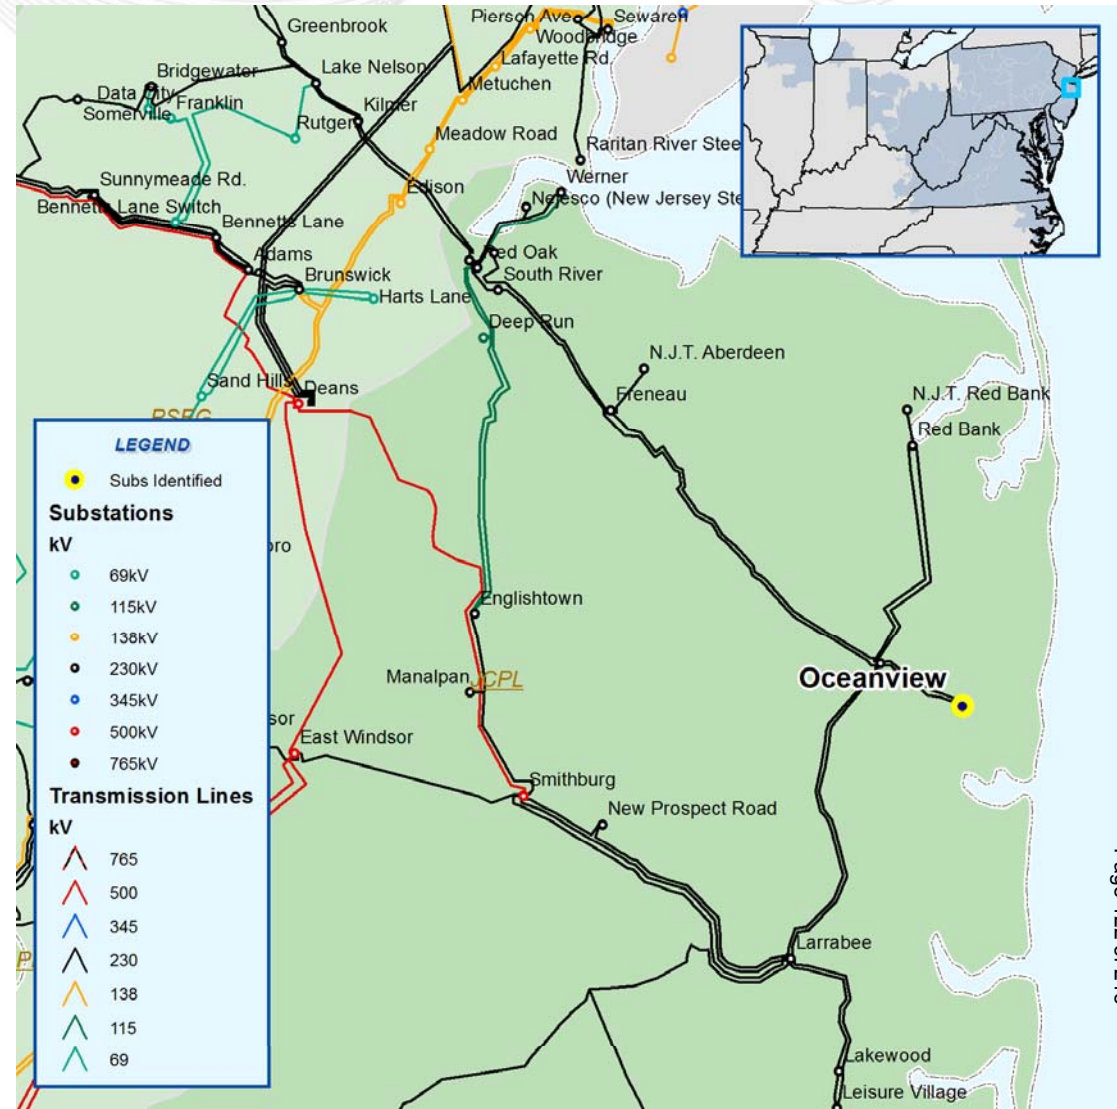 Greenbrook
Pierson Ave
Sewaren
Woodbridge
Lafayette Rd.
Bridgewater
Lake Nelson
Metuchen
Data City
Franklin
Kilmer
Somerville
Rutger
Meadow Road
Raritan River Stee
Werner
Sunnymeade Rd.
Edison
(New Jersey Ste
Bennetts Lane Switch
Bennetts Lane
Adams
Red Oak
Brunswick
South River
Harts Lane
Deep Run
N.J.T. Aberdeen
Sand Hills
Deans
Freneau
N.J.T. Red Bank
PSEG
Red Bank
LEGEND
Subs Identified
Substations
kV
69kV
115kV
138kV
230kV
345kV
500kV
765kV
Transmission Lines
kV
765
500
345
230
138
115
69
oro
Englishtown
Manalpan
JCPL
Oceanview
sor
East Windsor
Smithburg
New Prospect Road
Larrabee
P
Lakewood
Leisure Village